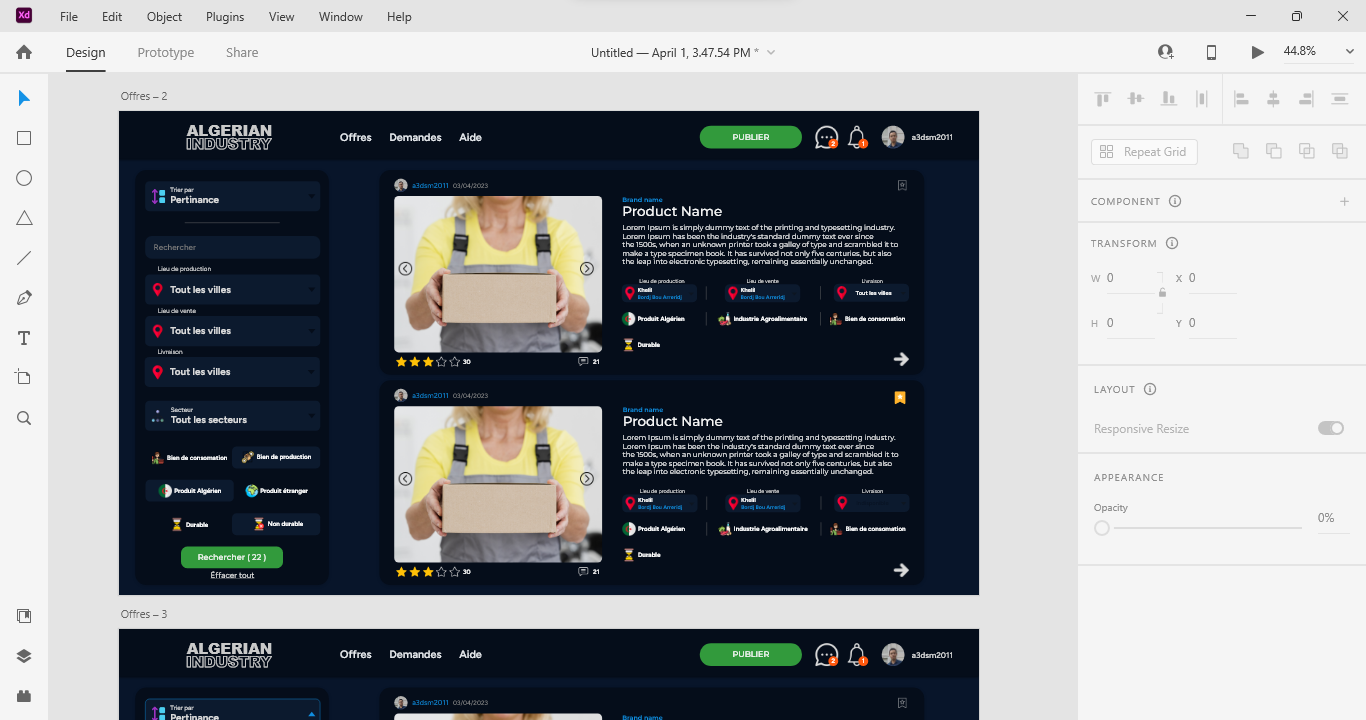 Xd
File Edit Object Plugins View Window Help
Design Prototype Share
Untitled — April 1, 3.47.54 PM *
44.8%
Offres – 2
ALGERIAN
INDUSTRY
Offres Demandes Aide
PUBLIER
2
1
a3dsm2011
Trier par
Pertinance
Rechercher
Lieu de production
Tout les villes
Lieu de vente
Tout les villes
Livraison
Tout les villes
Secteur
Tout les secteurs
Bien de consomation
Bien de production
Produit Algérien
Produit étranger
Durable
Non durable
Rechercher ( 22 )
Éffacer tout
a3dsm2011 03/04/2023
Brand name
Product Name
Lorem Ipsum is simply dummy text of the printing and typesetting industry.
Lorem Ipsum has been the industry's standard dummy text ever since
the 1500s, when an unknown printer took a galley of type and scrambled it to
make a type specimen book. It has survived not only five centuries, but also
the leap into electronic typesetting, remaining essentially unchanged.
Lieu de production
Khelil
Bordj Bou Arreridj
Lieu de vente
Khelil
Bordj Bou Arreridj
Livraison
Tout les villes
Produit Algérien
Industrie Agroalimentaire
Bien de consomation
Durable
30
21
a3dsm2011 03/04/2023
Brand name
Product Name
Lorem Ipsum is simply dummy text of the printing and typesetting industry.
Lorem Ipsum has been the industry's standard dummy text ever since
the 1500s, when an unknown printer took a galley of type and scrambled it to
make a type specimen book. It has survived not only five centuries, but also
the leap into electronic typesetting, remaining essentially unchanged.
Lieu de production
Khelil
Bordj Bou Arreridj
Lieu de vente
Khelil
Bordj Bou Arreridj
Livraison
Produit Algérien
Industrie Agroalimentaire
Bien de consomation
Durable
30
21
Offres – 3
ALGERIAN
INDUSTRY
Offres Demandes Aide
PUBLIER
2
1
a3dsm2011
Trier par
Pertinance
a3dsm2011 03/04/2023
Brand name
Repeat Grid
COMPONENT
TRANSFORM
W 0 X 0
H 0 Y 0
LAYOUT
Responsive Resize
APPEARANCE
Opacity
0%